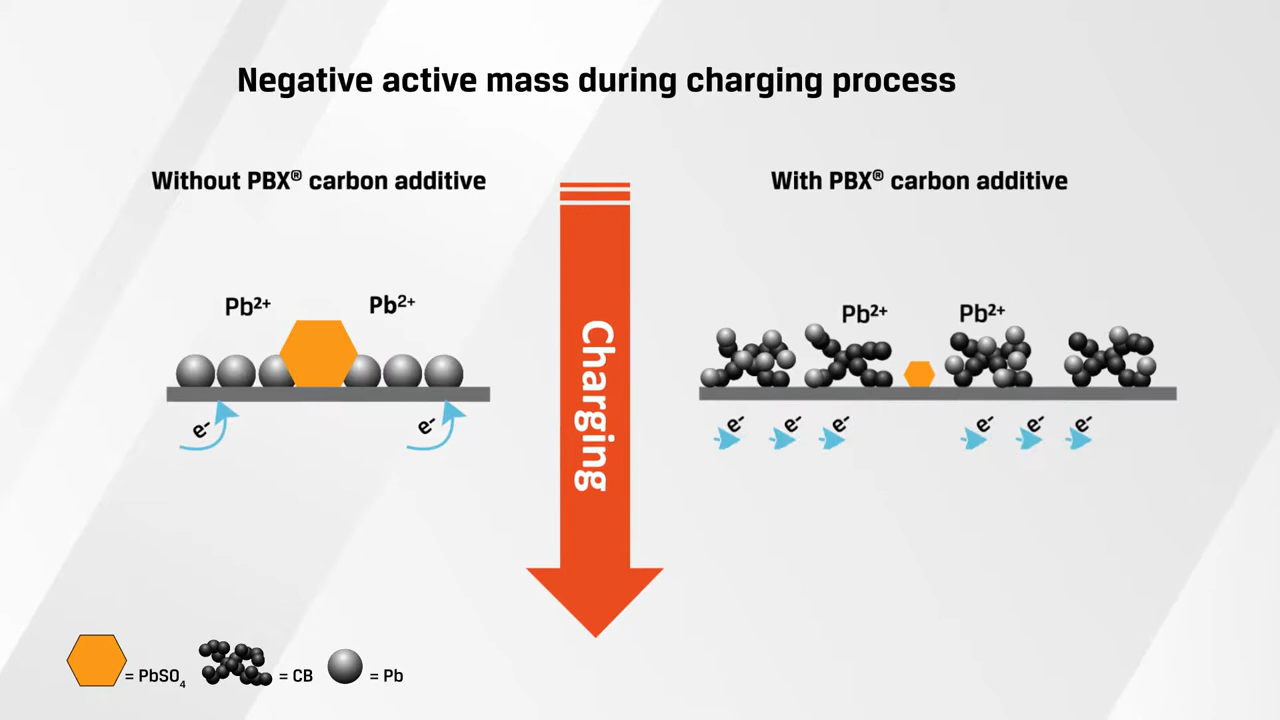 Negative active mass during charging process
Without PBX® carbon additive
With PBX® carbon additive
Pb²⁺ Pb²⁺
Pb²⁺ Pb²⁺
Charging
e- e-
e- e- e- e- e- e-
= PbSO₄ = CB = Pb